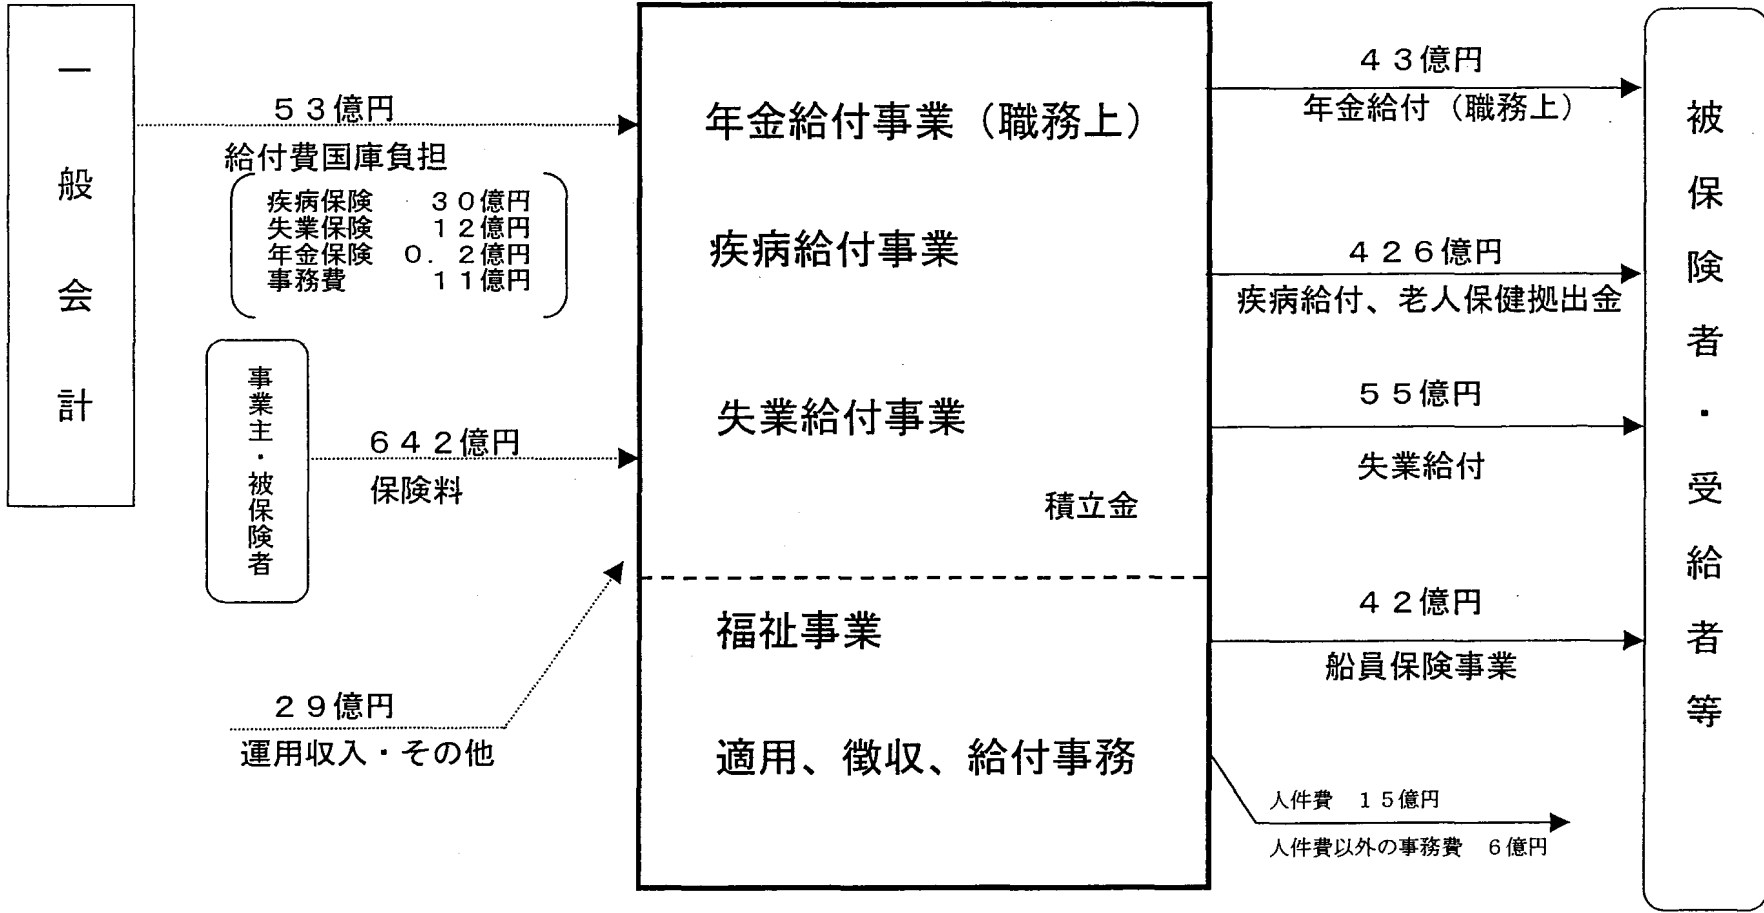 一般会計
５３億円
給付費国庫負担
疾病保険　３０億円
失業保険　１２億円
年金保険　０．２億円
事務費　１１億円
事業主・被保険者
６４２億円
保険料
２９億円
運用収入・その他
年金給付事業（職務上）
疾病給付事業
失業給付事業
積立金
福祉事業
適用、徴収、給付事務
４３億円
年金給付（職務上）
４２６億円
疾病給付、老人保健拠出金
５５億円
失業給付
４２億円
船員保険事業
人件費　１５億円
人件費以外の事務費　６億円
被保険者・受給者等